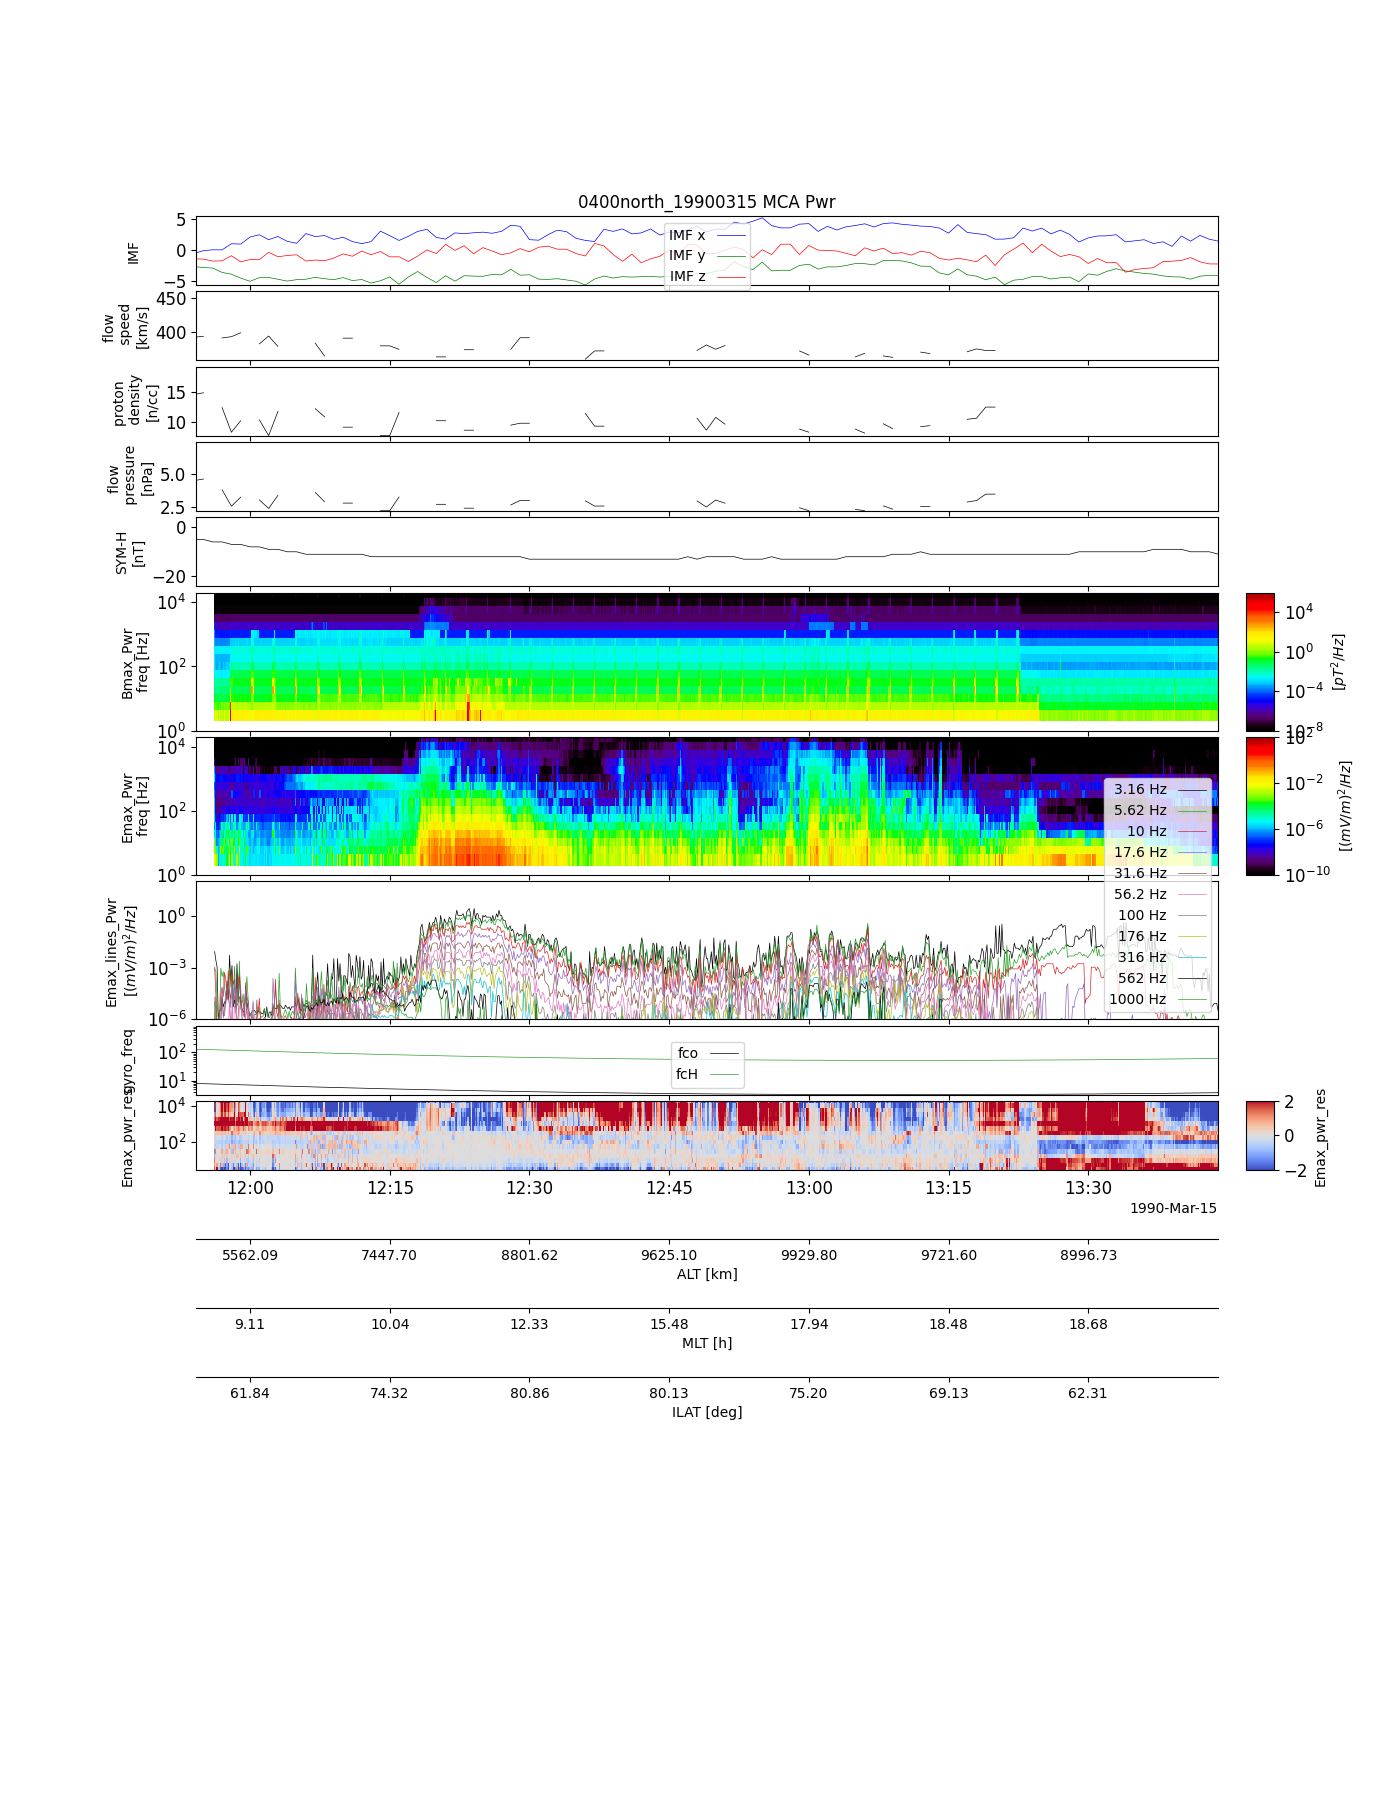 0400north_19900315 MCA Pwr
5
0
−5
IMF
IMF x
IMF y
IMF z
450
400
flow
speed
[km/s]
15
10
proton
density
[n/cc]
5.0
2.5
flow
pressure
[nPa]
0
−20
SYM-H
[nT]
10^4
10^2
10^0
Bmax_Pwr
freq [Hz]
10^4
10^0
10^−4
10^−8
[pT^2/Hz]
10^4
10^2
10^0
Emax_Pwr
freq [Hz]
10^2
10^−2
10^−6
10^−10
[(mV/m)^2/Hz]
3.16 Hz
5.62 Hz
10 Hz
17.6 Hz
31.6 Hz
56.2 Hz
100 Hz
176 Hz
316 Hz
562 Hz
1000 Hz
10^0
10^−3
10^−6
Emax_lines_Pwr
[(mV/m)^2/Hz]
10^2
10^1
gyro_freq
fco
fcH
10^4
10^2
Emax_pwr_res
2
0
−2
Emax_pwr_res
12:00 12:15 12:30 12:45 13:00 13:15 13:30
1990-Mar-15
5562.09 7447.70 8801.62 9625.10 9929.80 9721.60 8996.73
ALT [km]
9.11 10.04 12.33 15.48 17.94 18.48 18.68
MLT [h]
61.84 74.32 80.86 80.13 75.20 69.13 62.31
ILAT [deg]